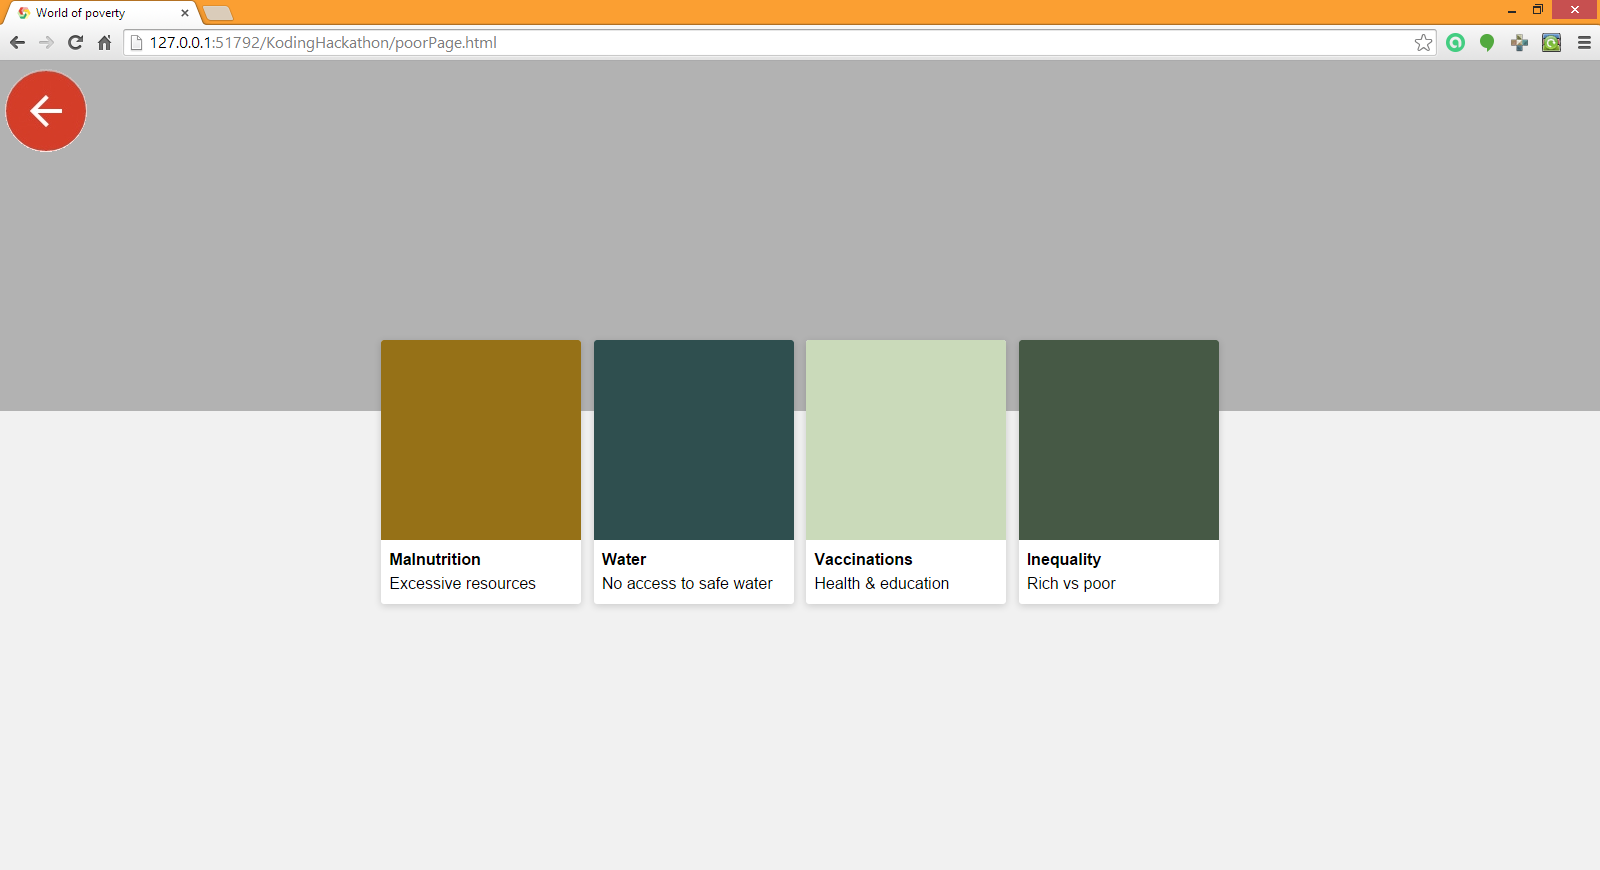 World of poverty
127.0.0.1:51792/KodingHackathon/poorPage.html
Malnutrition
Excessive resources
Water
No access to safe water
Vaccinations
Health & education
Inequality
Rich vs poor